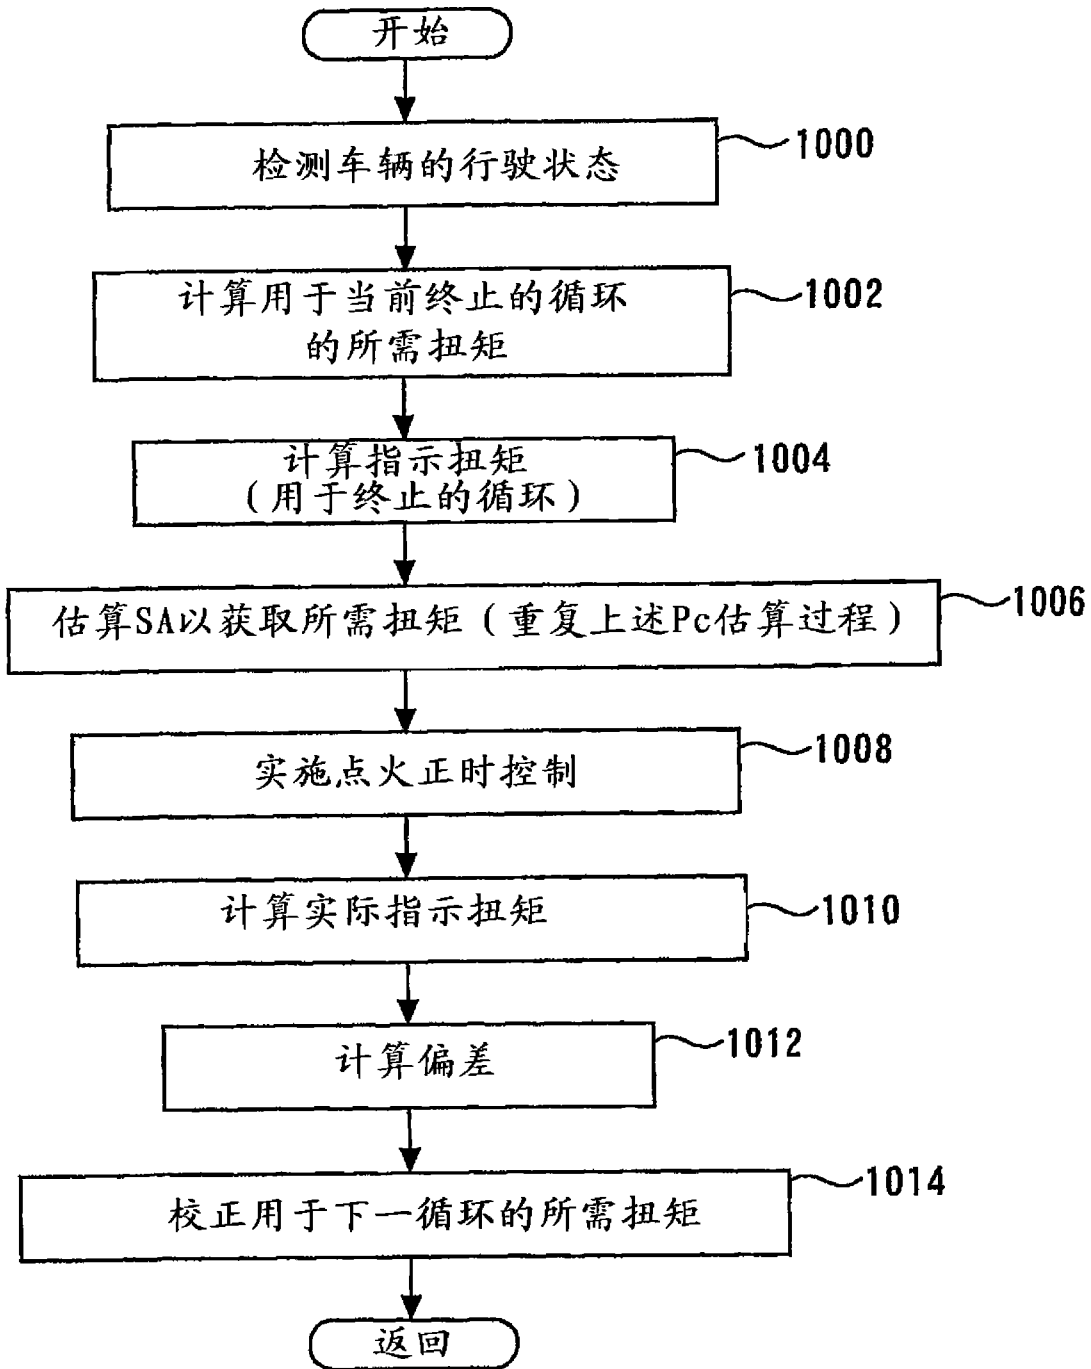 开始
检测车辆的行驶状态
1000
计算用于当前终止的循环
的所需扭矩
1002
计算指示扭矩
(用于终止的循环)
1004
估算SA以获取所需扭矩(重复上述Pc估算过程)
1006
实施点火正时控制
1008
计算实际指示扭矩
1010
计算偏差
1012
校正用于下一循环的所需扭矩
1014
返回